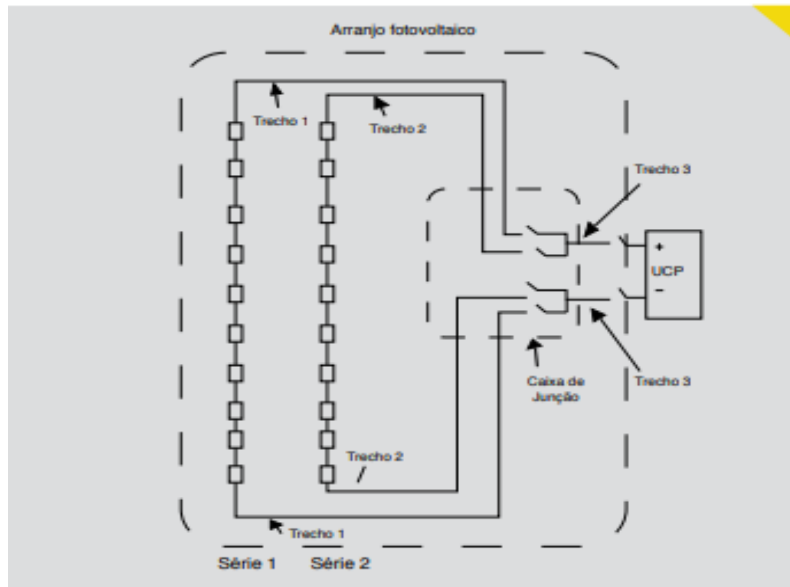 Arranjo fotovoltaico
Trecho 1
Trecho 2
Trecho 3
+
UCP
–
Caixa de
Junção
Trecho 3
Trecho 2
Trecho 1
Série 1
Série 2